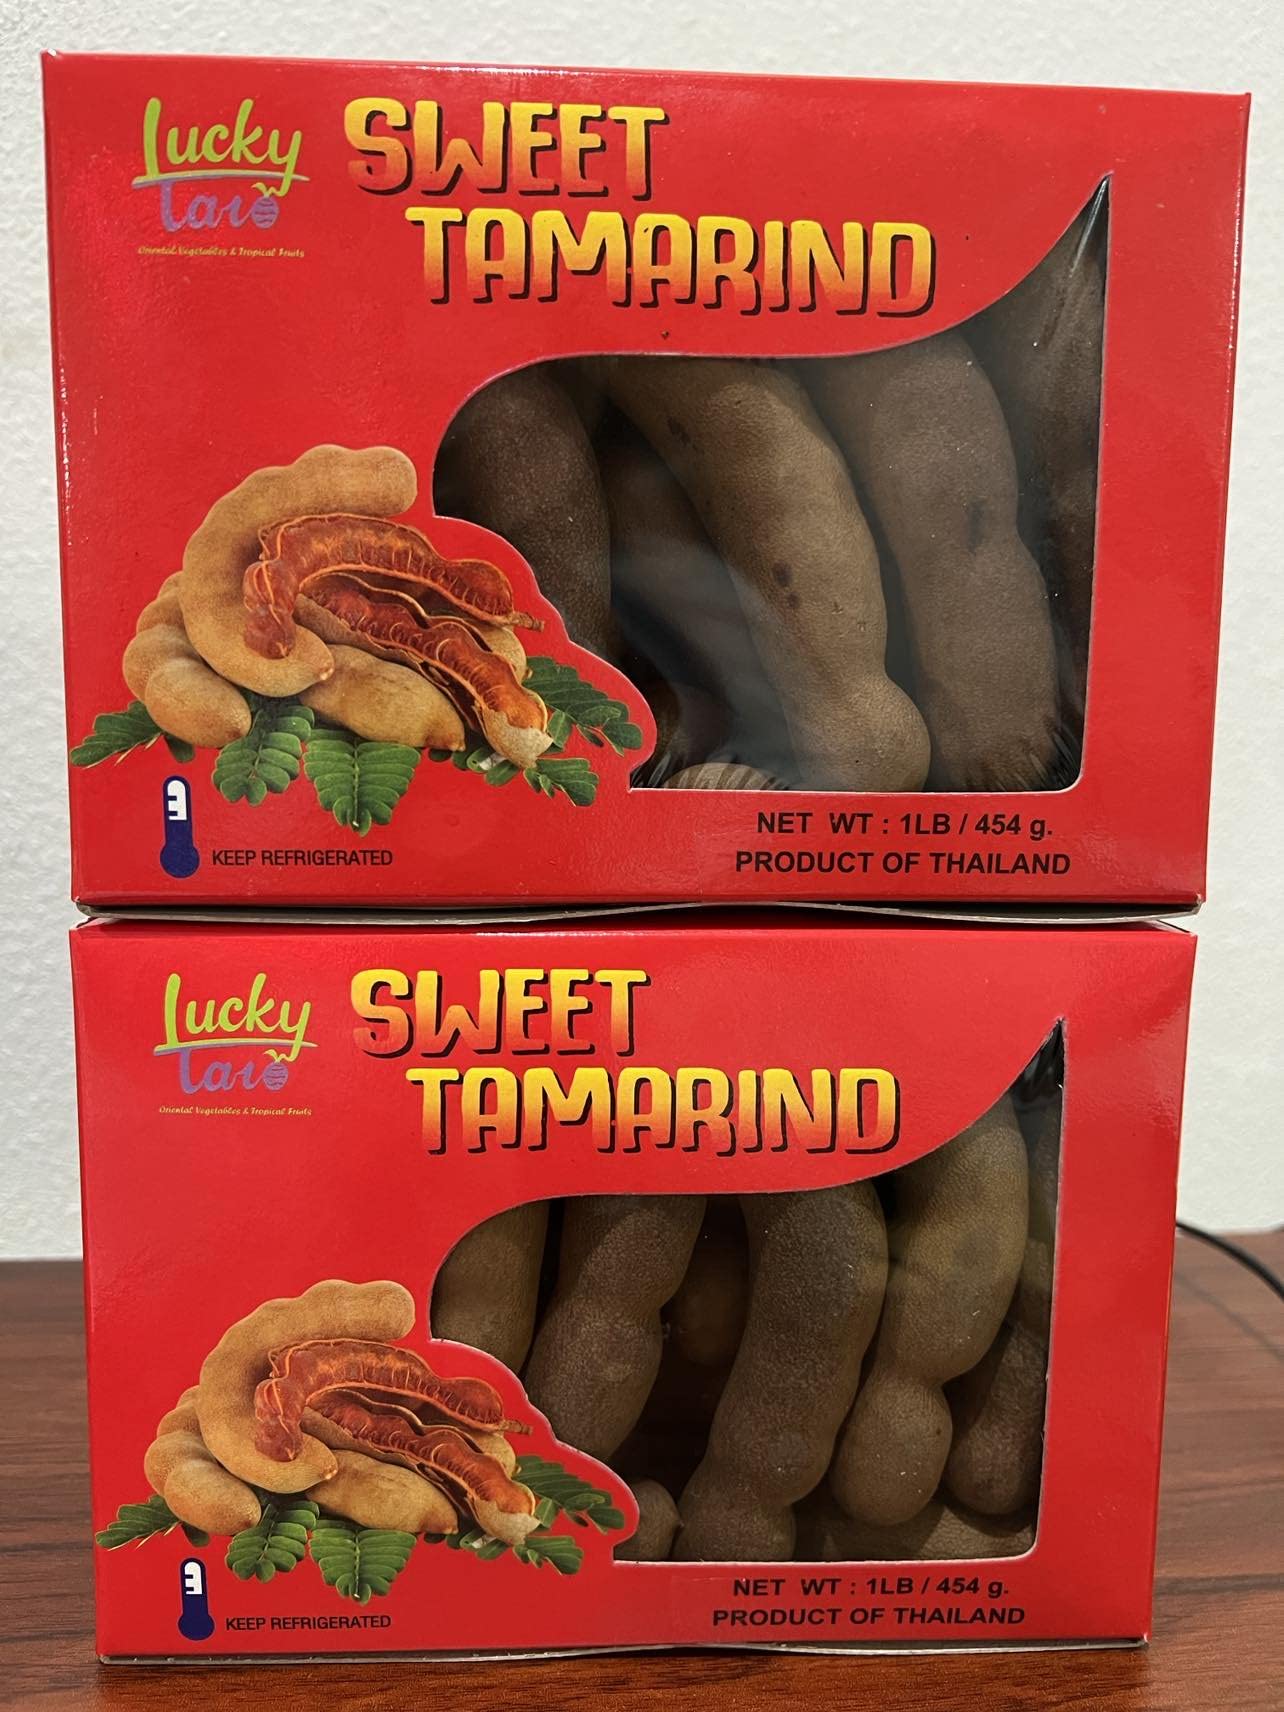 Lucky
Taro
Oriental Vegetables & Tropical Fruits
SWEET
TAMARIND
KEEP REFRIGERATED
NET WT : 1LB / 454 g.
PRODUCT OF THAILAND
Lucky
Taro
Oriental Vegetables & Tropical Fruits
SWEET
TAMARIND
KEEP REFRIGERATED
NET WT : 1LB / 454 g.
PRODUCT OF THAILAND